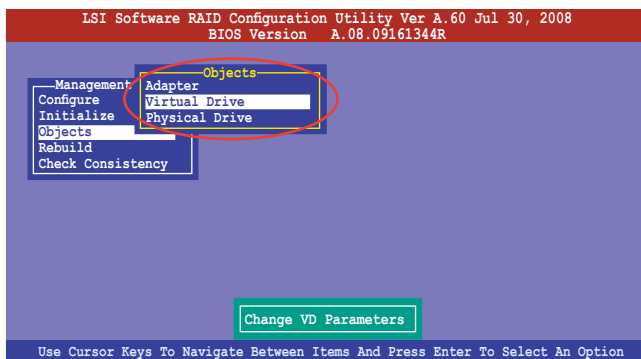 LSI Software RAID Configuration Utility Ver A.60 Jul 30, 2008
BIOS Version A.08.09161344R
Objects
Adapter
Virtual Drive
Physical Drive
Management
Configure
Initialize
Objects
Rebuild
Check Consistency
Change VD Parameters
Use Cursor Keys To Navigate Between Items And Press Enter To Select An Option